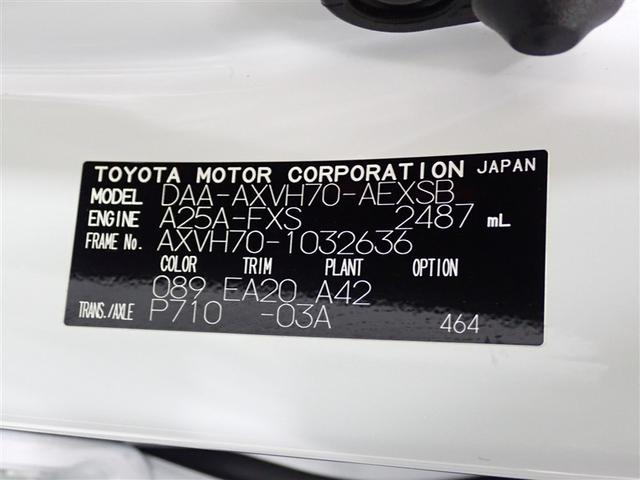 TOYOTA MOTOR CORPORATION JAPAN
MODEL DAA-AXVH70-AEXSB
ENGINE A25A-FXS 2487 mL
FRAME No. AXVH70-1032636
COLOR TRIM PLANT OPTION
089 EA20 A42
TRANS./AXLE P710 -03A 464